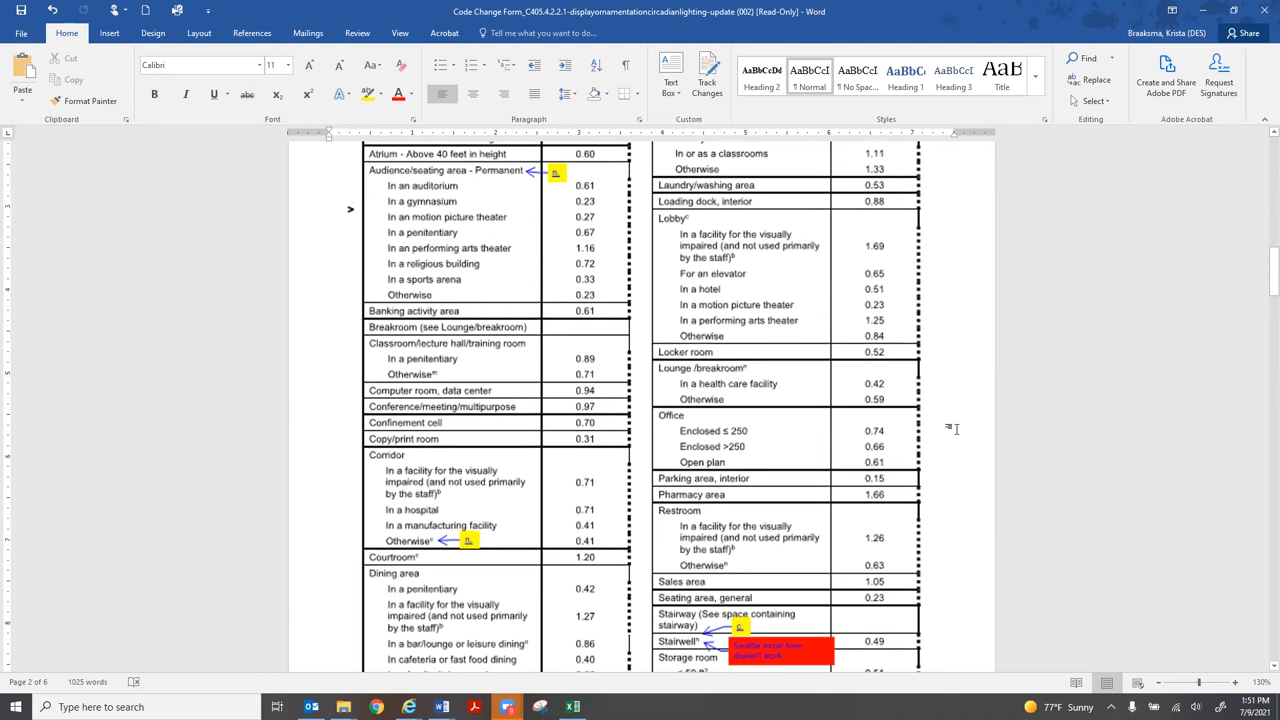 Code Change Form_C405.4.2.2.1-displayornamentationcircadianlighting-update (002) [Read-Only] - Word
Braaksma, Krista (DES)
File Home Insert Design Layout References Mailings Review View Acrobat Tell me what you want to do... Share
Cut
Copy
Format Painter
Paste
Calibri 11
Text Box
Track Changes
AaBbCcDd AaBbCcI AaBbCcI AaBbC AaBbCcI AaB
Heading 2 ¶ Normal ¶ No Spac... Heading 1 Heading 3 Title
Find
Replace
Select
Create and Share Adobe PDF
Request Signatures
Clipboard Font Paragraph Custom Styles Editing Adobe Acrobat
Atrium - Above 40 feet in height 0.60
Audience/seating area - Permanent n.
In an auditorium 0.61
In a gymnasium 0.23
>
In an motion picture theater 0.27
In a penitentiary 0.67
In an performing arts theater 1.16
In a religious building 0.72
In a sports arena 0.33
Otherwise 0.23
Banking activity area 0.61
Breakroom (see Lounge/breakroom)
Classroom/lecture hall/training room
In a penitentiary 0.89
Otherwiseᵐ 0.71
Computer room, data center 0.94
Conference/meeting/multipurpose 0.97
Confinement cell 0.70
Copy/print room 0.31
Corridor
In a facility for the visually
impaired (and not used primarily 0.71
by the staff)ᵇ
In a hospital 0.71
In a manufacturing facility 0.41
Otherwiseᶜ n. 0.41
Courtroomᶜ 1.20
Dining area
In a penitentiary 0.42
In a facility for the visually
impaired (and not used primarily 1.27
by the staff)ᵇ
In a bar/lounge or leisure diningⁿ 0.86
In cafeteria or fast food dining 0.40
In or as a classrooms 1.11
Otherwise 1.33
Laundry/washing area 0.53
Loading dock, interior 0.88
Lobbyᶜ
In a facility for the visually
impaired (and not used primarily 1.69
by the staff)ᵇ
For an elevator 0.65
In a hotel 0.51
In a motion picture theater 0.23
In a performing arts theater 1.25
Otherwise 0.84
Locker room 0.52
Lounge /breakroomⁿ
In a health care facility 0.42
Otherwise 0.59
Office
Enclosed ≤ 250 0.74
Enclosed >250 0.66
Open plan 0.61
Parking area, interior 0.15
Pharmacy area 1.66
Restroom
In a facility for the visually
impaired (and not used primarily 1.26
by the staff)ᵇ
Otherwiseⁿ 0.63
Sales area 1.05
Seating area, general 0.23
Stairway (See space containing
stairway) c.
Stairwellⁿ 0.49
Seattle excel form
doesn't work
Storage room
Page 2 of 6 1025 words 130%
Type here to search
77°F Sunny
1:51 PM
7/9/2021